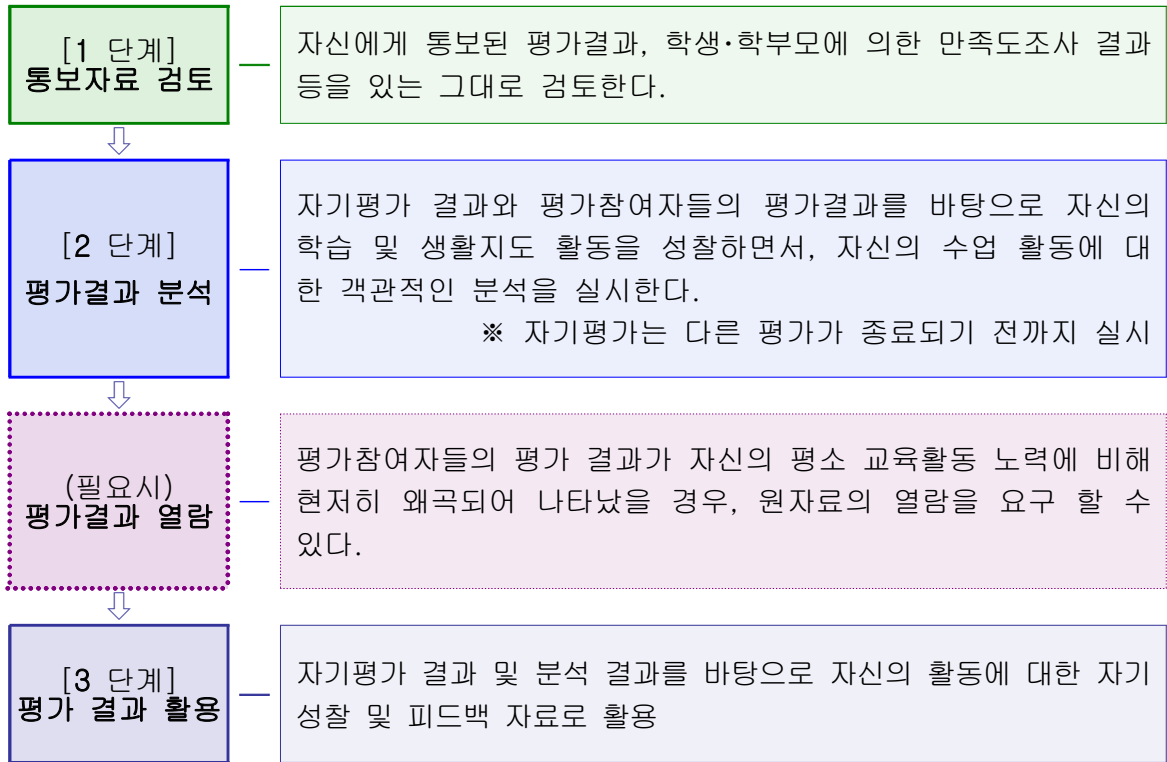 [1 단계]
통보자료 검토
자신에게 통보된 평가결과, 학생･학부모에 의한 만족도조사 결과
등을 있는 그대로 검토한다.
[2 단계]
평가결과 분석
자기평가 결과와 평가참여자들의 평가결과를 바탕으로 자신의
학습 및 생활지도 활동을 성찰하면서, 자신의 수업 활동에 대
한 객관적인 분석을 실시한다.
※ 자기평가는 다른 평가가 종료되기 전까지 실시
(필요시)
평가결과 열람
평가참여자들의 평가 결과가 자신의 평소 교육활동 노력에 비해
현저히 왜곡되어 나타났을 경우, 원자료의 열람을 요구 할 수
있다.
[3 단계]
평가 결과 활용
자기평가 결과 및 분석 결과를 바탕으로 자신의 활동에 대한 자기
성찰 및 피드백 자료로 활용